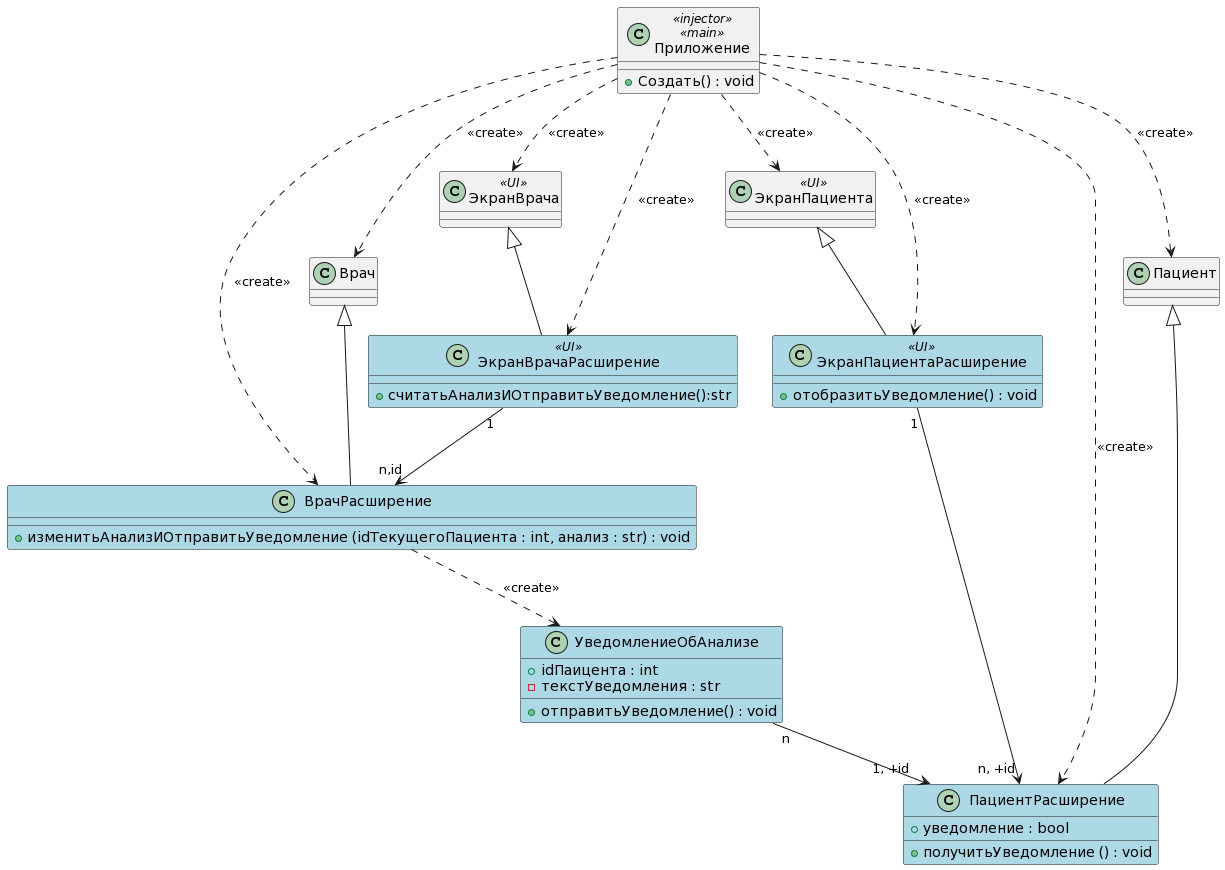 «injector»
«main»
C Приложение
Создать() : void
«create»
«create»
«create»
«create»
«UI»
C ЭкранВрача
«UI»
C ЭкранПациента
«create»
«create»
C Врач
C Пациент
«create»
«UI»
C ЭкранВрачаРасширение
считатьАнализИОтправитьУведомление():str
«UI»
C ЭкранПациентаРасширение
отобразитьУведомление() : void
1
1
«create»
n,id
C ВрачРасширение
изменитьАнализИОтправитьУведомление (idТекущегоПациента : int, анализ : str) : void
«create»
C УведомлениеОбАнализе
idПаицента : int
текстУведомления : str
отправитьУведомление() : void
n
1, +id
n, +id
C ПациентРасширение
уведомление : bool
получитьУведомление () : void